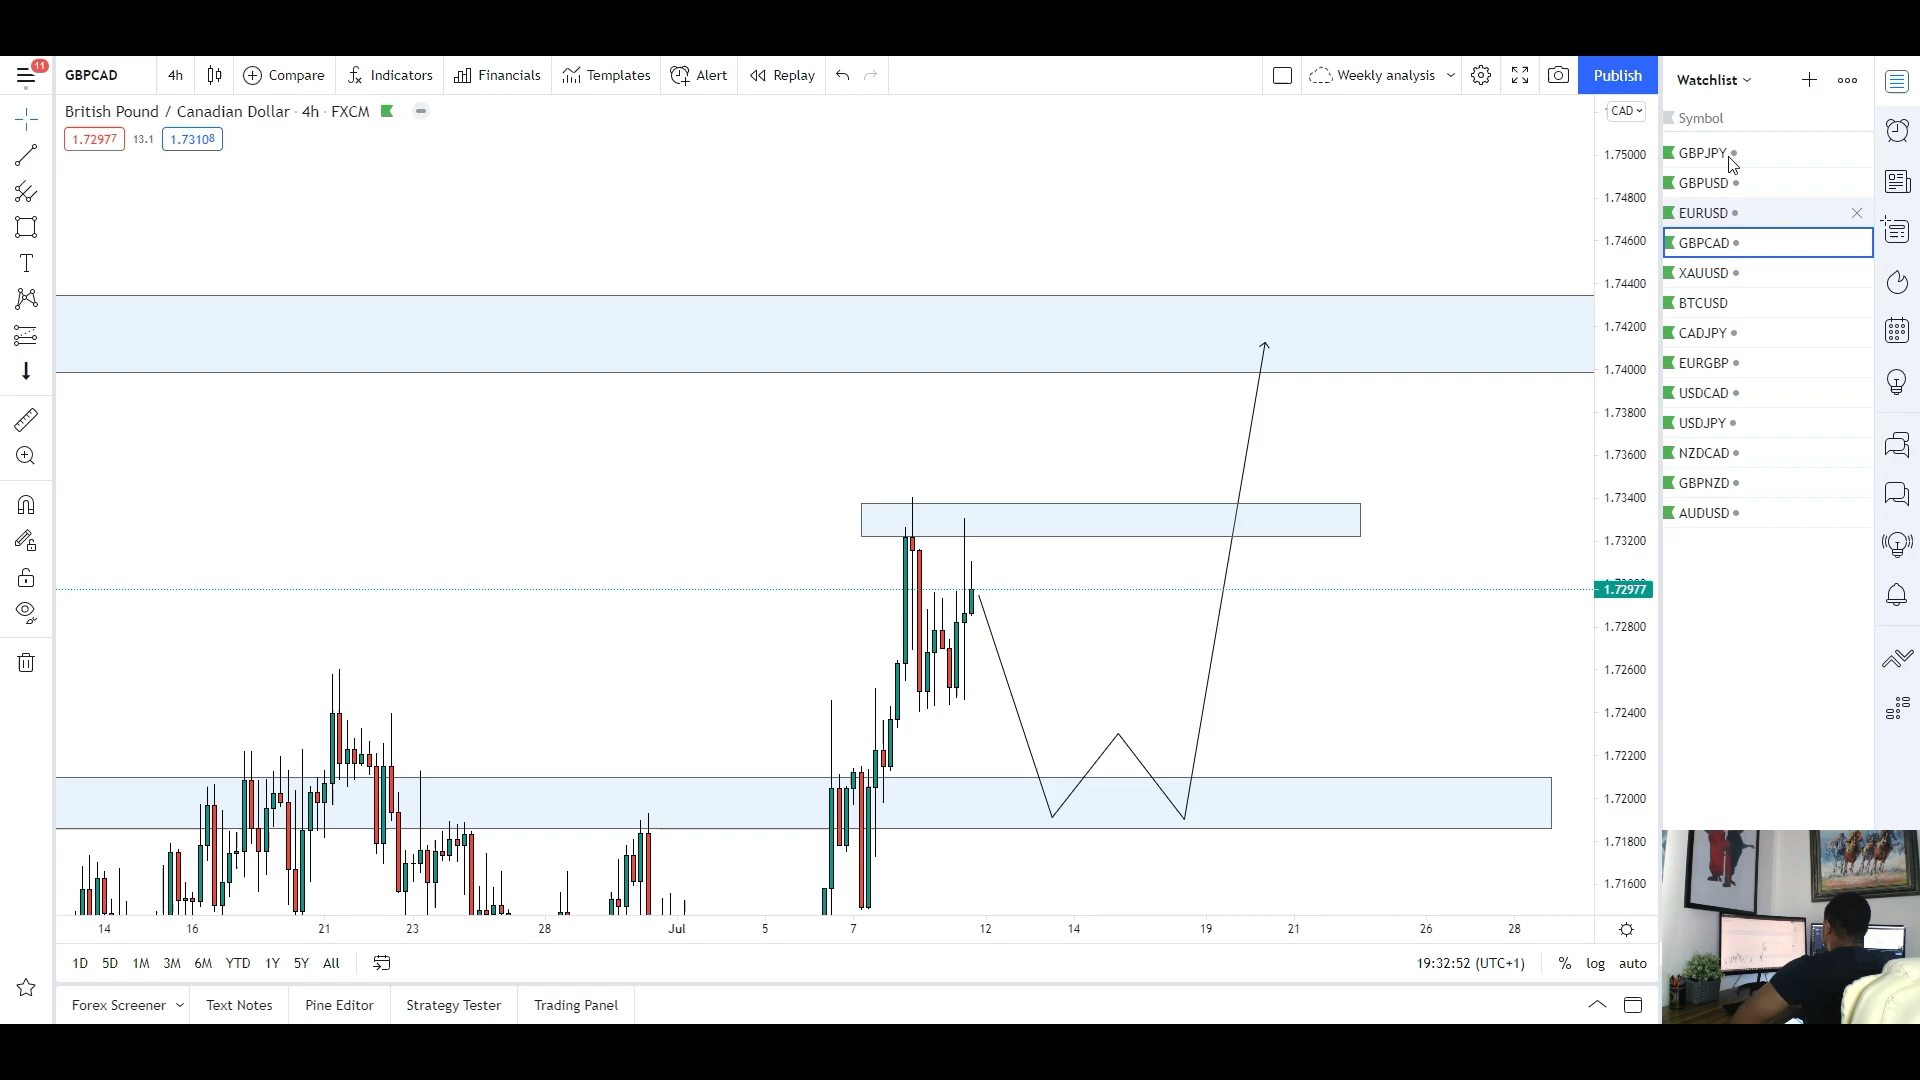 11
GBPCAD 4h Compare Indicators Financials Templates Alert Replay Weekly analysis Publish
British Pound / Canadian Dollar · 4h · FXCM
1.72977 13.1 1.73108
CAD
1.75000
1.74800
1.74600
1.74400
1.74200
1.74000
1.73800
1.73600
1.73400
1.73200
1.72977
1.72800
1.72600
1.72400
1.72200
1.72000
1.71800
1.71600
14 16 21 23 28 Jul 5 7 12 14 19 21 26 28
1D 5D 1M 3M 6M YTD 1Y 5Y All 19:32:52 (UTC+1) % log auto
Forex Screener Text Notes Pine Editor Strategy Tester Trading Panel
Watchlist
Symbol
GBPJPY
GBPUSD
EURUSD
GBPCAD
XAUUSD
BTCUSD
CADJPY
EURGBP
USDCAD
USDJPY
NZDCAD
GBPNZD
AUDUSD